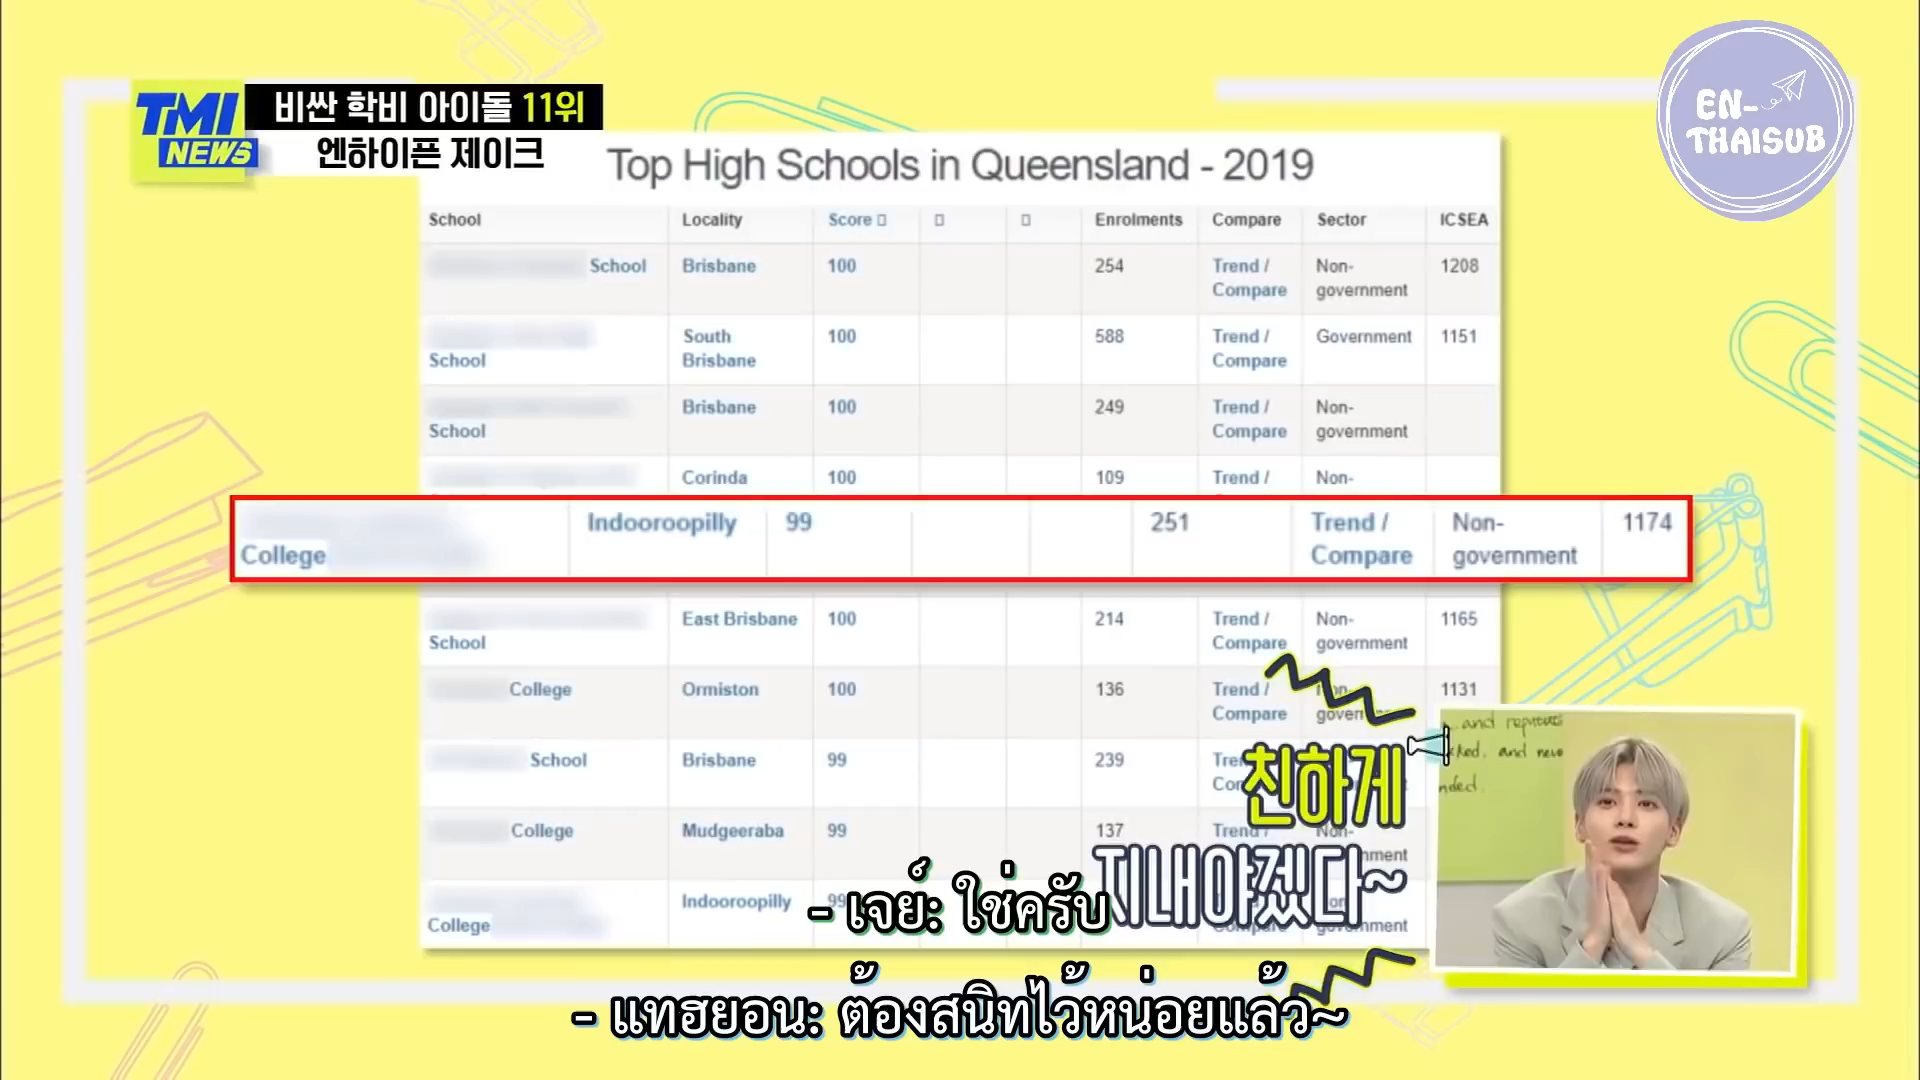 TMI
NEWS
비싼 학비 아이돌 11위
엔하이픈 제이크
EN-
THAISUB
Top High Schools in Queensland - 2019
School Locality Score Enrolments Compare Sector ICSEA
School Brisbane 100 254 Trend / Compare Non-government 1208
School South Brisbane 100 588 Trend / Compare Government 1151
School Brisbane 100 249 Trend / Compare Non-government
Corinda 100 109 Trend / Non-
College Indooroopilly 99 251 Trend / Compare Non-government 1174
School East Brisbane 100 214 Trend / Compare Non-government 1165
College Ormiston 100 136 Trend / Compare 1131
School Brisbane 99 239
College Mudgeeraba 99 137 Trend / Non-
College Indooroopilly 99
and
and
친하게
지내야겠다~
- เจย์: ใช่ครับ
- แทฮยอน: ต้องสนิทไว้หน่อยแล้ว~